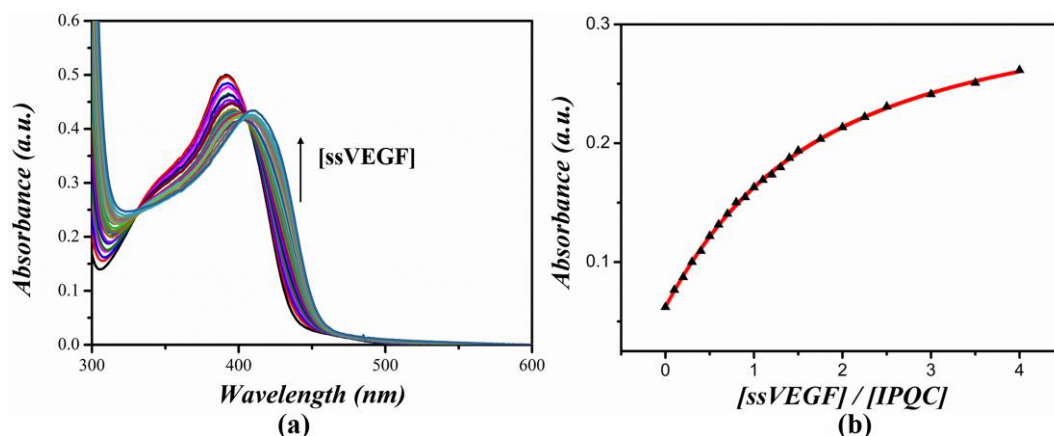 0.6
0.5
0.4
0.3
0.2
0.1
0.0
Absorbance (a.u.)
[ssVEGF]
300
400
500
600
Wavelength (nm)
(a)
0.3
0.2
0.1
Absorbance (a.u.)
0
1
2
3
4
[ssVEGF] / [IPQC]
(b)